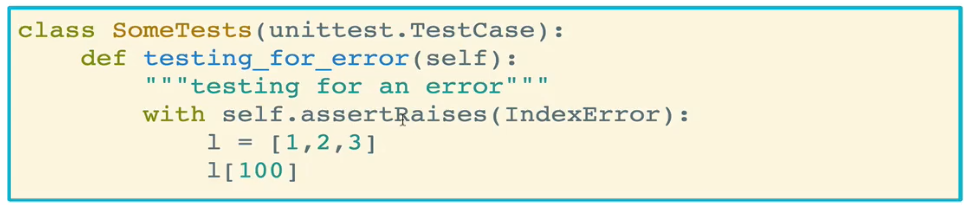 class SomeTests(unittest.TestCase):
    def testing_for_error(self):
        """testing for an error"""
        with self.assertRaises(IndexError):
            l = [1,2,3]
            l[100]